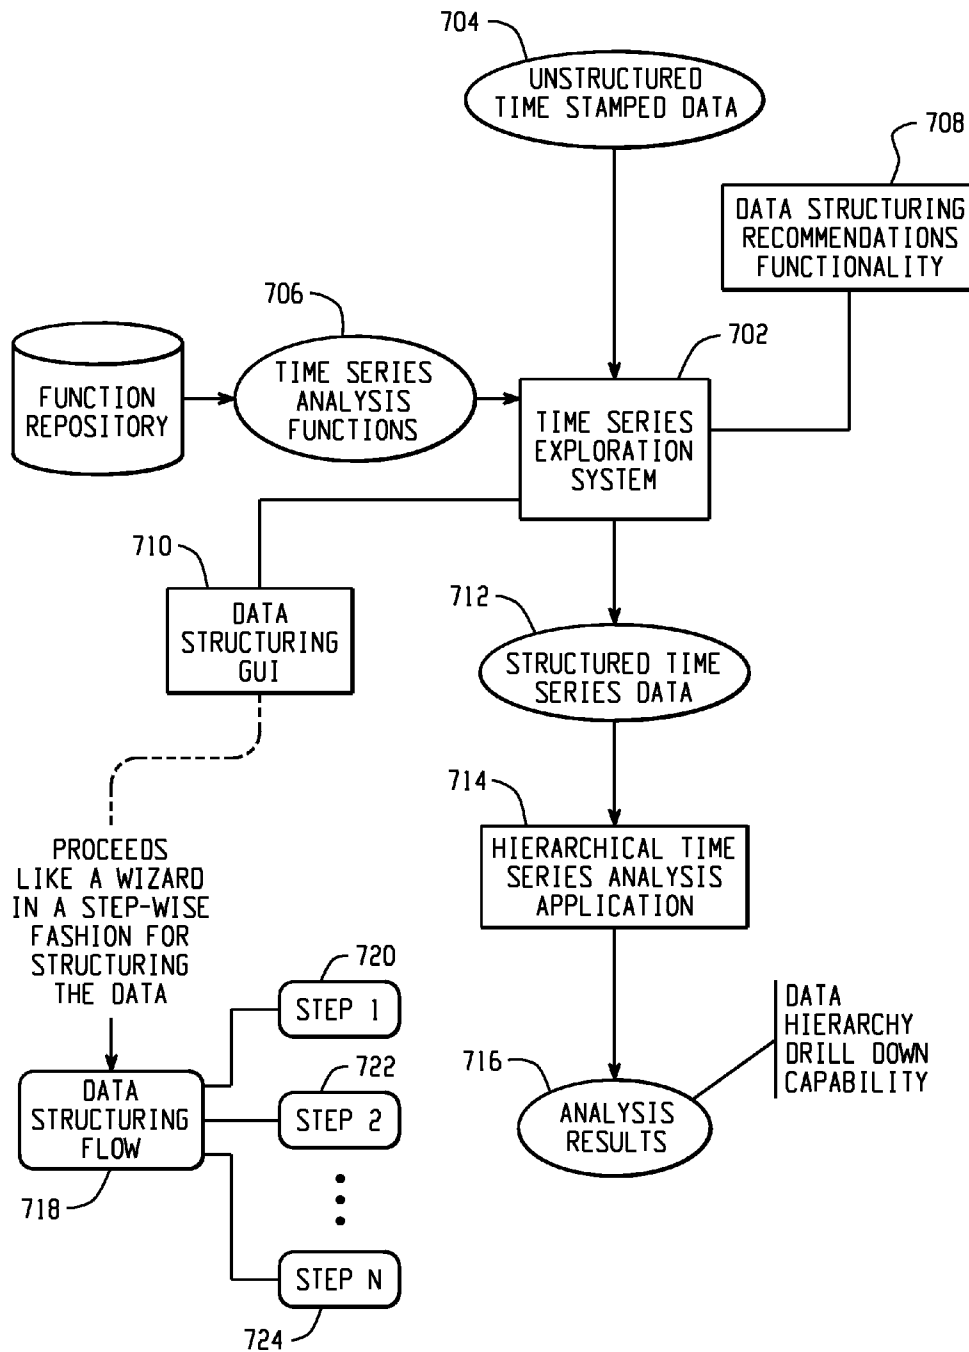 704
UNSTRUCTURED
TIME STAMPED DATA
708
DATA STRUCTURING
RECOMMENDATIONS
FUNCTIONALITY
706
702
FUNCTION
REPOSITORY
TIME SERIES
ANALYSIS
FUNCTIONS
TIME SERIES
EXPLORATION
SYSTEM
710
DATA
STRUCTURING
GUI
712
STRUCTURED TIME
SERIES DATA
714
HIERARCHICAL TIME
SERIES ANALYSIS
APPLICATION
PROCEEDS
LIKE A WIZARD
IN A STEP-WISE
FASHION FOR
STRUCTURING
THE DATA
720
STEP 1
722
STEP 2
DATA
STRUCTURING
FLOW
718
STEP N
724
716
ANALYSIS
RESULTS
DATA
HIERARCHY
DRILL DOWN
CAPABILITY